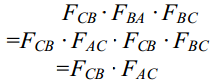 F_{CB} · F_{BA} · F_{BC}
=F_{CB} · F_{AC} · F_{CB} · F_{BC}
=F_{CB} · F_{AC}